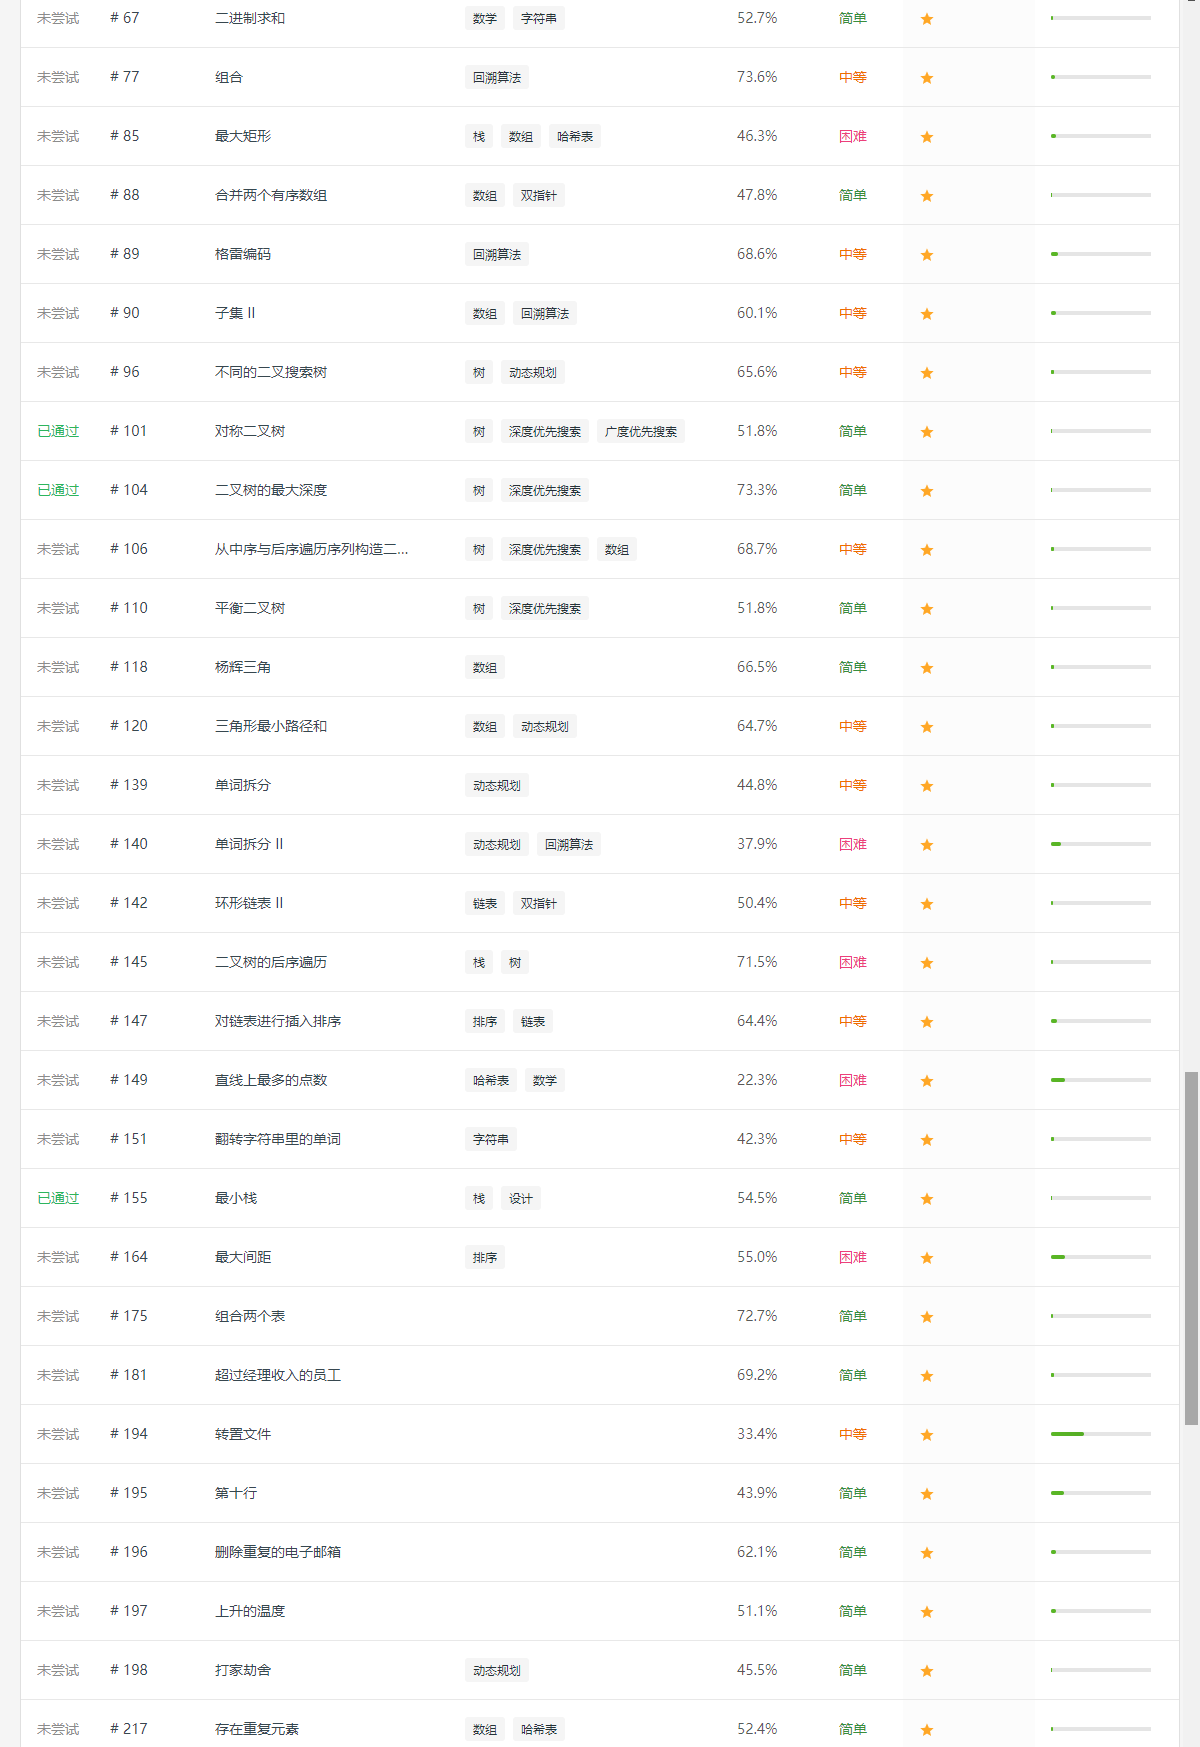 未尝试 # 67 二进制求和 数学 字符串 52.7% 简单
未尝试 # 77 组合 回溯算法 73.6% 中等
未尝试 # 85 最大矩形 栈 数组 哈希表 46.3% 困难
未尝试 # 88 合并两个有序数组 数组 双指针 47.8% 简单
未尝试 # 89 格雷编码 回溯算法 68.6% 中等
未尝试 # 90 子集 II 数组 回溯算法 60.1% 中等
未尝试 # 96 不同的二叉搜索树 树 动态规划 65.6% 中等
已通过 # 101 对称二叉树 树 深度优先搜索 广度优先搜索 51.8% 简单
已通过 # 104 二叉树的最大深度 树 深度优先搜索 73.3% 简单
未尝试 # 106 从中序与后序遍历序列构造二... 树 深度优先搜索 数组 68.7% 中等
未尝试 # 110 平衡二叉树 树 深度优先搜索 51.8% 简单
未尝试 # 118 杨辉三角 数组 66.5% 简单
未尝试 # 120 三角形最小路径和 数组 动态规划 64.7% 中等
未尝试 # 139 单词拆分 动态规划 44.8% 中等
未尝试 # 140 单词拆分 II 动态规划 回溯算法 37.9% 困难
未尝试 # 142 环形链表 II 链表 双指针 50.4% 中等
未尝试 # 145 二叉树的后序遍历 栈 树 71.5% 困难
未尝试 # 147 对链表进行插入排序 排序 链表 64.4% 中等
未尝试 # 149 直线上最多的点数 哈希表 数学 22.3% 困难
未尝试 # 151 翻转字符串里的单词 字符串 42.3% 中等
已通过 # 155 最小栈 栈 设计 54.5% 简单
未尝试 # 164 最大间距 排序 55.0% 困难
未尝试 # 175 组合两个表 72.7% 简单
未尝试 # 181 超过经理收入的员工 69.2% 简单
未尝试 # 194 转置文件 33.4% 中等
未尝试 # 195 第十行 43.9% 简单
未尝试 # 196 删除重复的电子邮箱 62.1% 简单
未尝试 # 197 上升的温度 51.1% 简单
未尝试 # 198 打家劫舍 动态规划 45.5% 简单
未尝试 # 217 存在重复元素 数组 哈希表 52.4% 简单